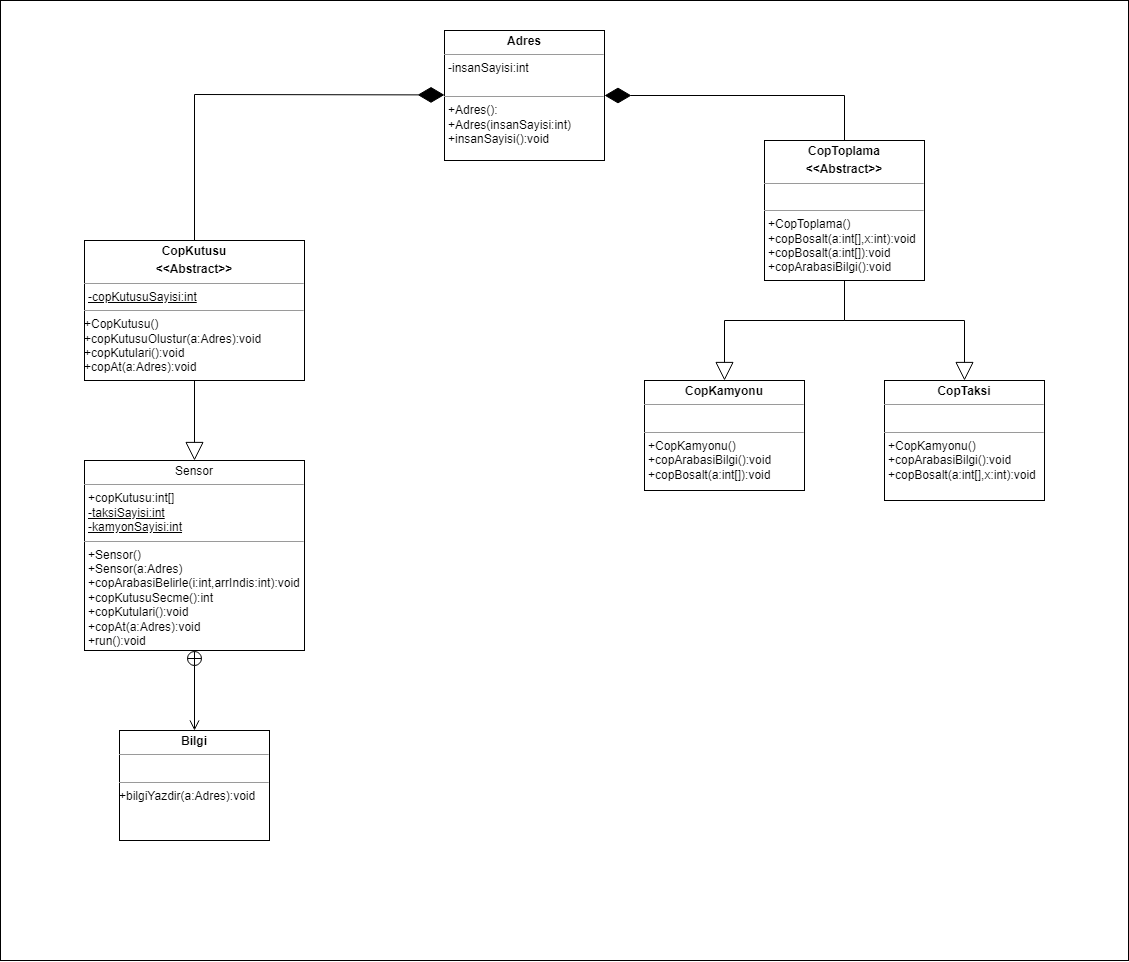 Adres
-insanSayisi:int
+Adres():
+Adres(insanSayisi:int)
+insanSayisi():void
CopToplama
<<Abstract>>
+CopToplama()
+copBosalt(a:int[],x:int):void
+copBosalt(a:int[]):void
+copArabasiBilgi():void
CopKutusu
<<Abstract>>
-copKutusuSayisi:int
+CopKutusu()
+copKutusuOlustur(a:Adres):void
+copKutulari():void
+copAt(a:Adres):void
CopKamyonu
+CopKamyonu()
+copArabasiBilgi():void
+copBosalt(a:int[]):void
CopTaksi
+CopKamyonu()
+copArabasiBilgi():void
+copBosalt(a:int[],x:int):void
Sensor
+copKutusu:int[]
-taksiSayisi:int
-kamyonSayisi:int
+Sensor()
+Sensor(a:Adres)
+copArabasiBelirle(i:int,arrIndis:int):void
+copKutusuSecme():int
+copKutulari():void
+copAt(a:Adres):void
+run():void
Bilgi
+bilgiYazdir(a:Adres):void